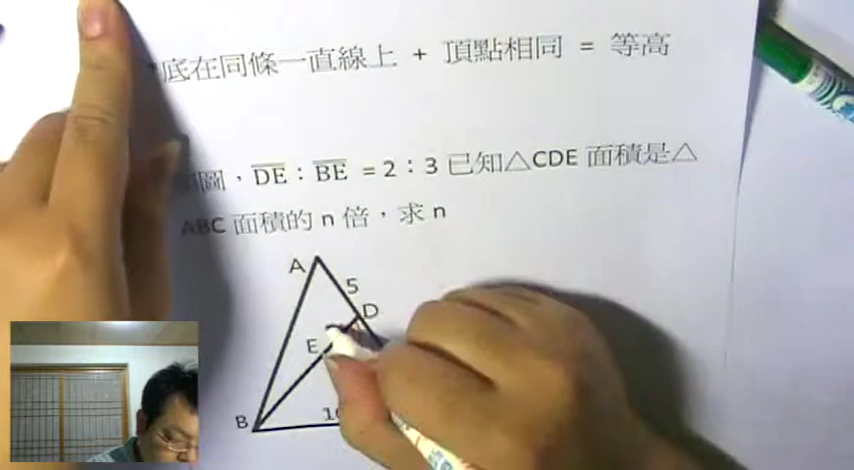 底在同條一直線上 + 頂點相同 = 等高
圖，DE：BE = 2：3 已知△CDE 面積是△
ABC 面積的 n 倍，求 n
A
5
D
E
B